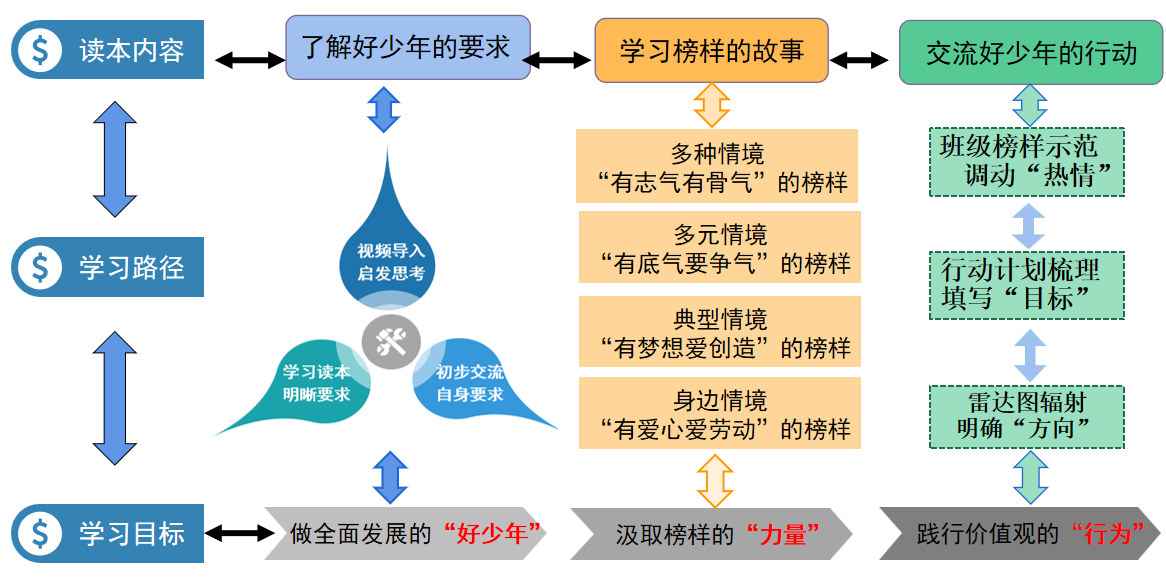 读本内容
了解好少年的要求
学习榜样的故事
交流好少年的行动
学习路径
视频导入
启发思考
学习读本
明晰要求
初步交流
自身要求
多种情境
“有志气有骨气”的榜样
多元情境
“有底气要争气”的榜样
典型情境
“有梦想爱创造”的榜样
身边情境
“有爱心爱劳动”的榜样
班级榜样示范
调动“热情”
行动计划梳理
填写“目标”
雷达图辐射
明确“方向”
学习目标
做全面发展的“好少年”
汲取榜样的“力量”
践行价值观的“行为”